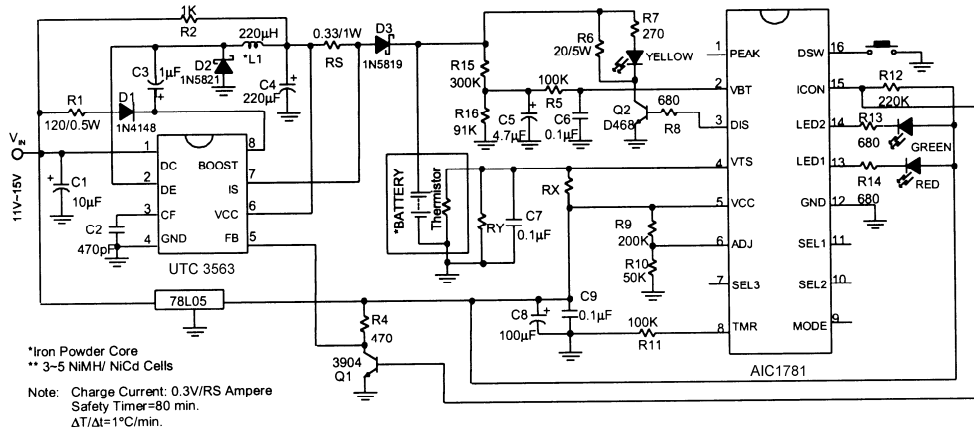 1K
R2
220μH
*L1
0.33/1W
RS
D3
1N5819
C3
1μF
+
D2
1N5821
C4
220μF
+
R1
120/0.5W
D1
1N4148
V IN
11V~15V
+
C1
10μF
C2
470pF
1
DC
BOOST
8
2
DE
IS
7
3
CF
VCC
6
4
GND
FB
5
UTC 3563
78L05
R15
300K
R16
91K
100K
R5
+
C5
4.7μF
C6
0.1μF
R6
20/5W
R7
270
YELLOW
Q2
D468
680
R8
*BATTERY
Thermistor
RY
C7
0.1μF
RX
R9
200K
R10
50K
C8
100μF
+
C9
0.1μF
100K
R11
R4
470
3904
Q1
1
PEAK
DSW
16
2
VBT
ICON
15
3
DIS
LED2
14
4
VTS
LED1
13
5
VCC
GND
12
6
ADJ
SEL1
11
7
SEL3
SEL2
10
8
TMR
MODE
9
AIC1781
R12
220K
R13
680
GREEN
R14
680
RED
*Iron Powder Core
** 3~5 NiMH/ NiCd Cells
Note: Charge Current: 0.3V/RS Ampere
Safety Timer=80 min.
ΔT/Δt=1°C/min.